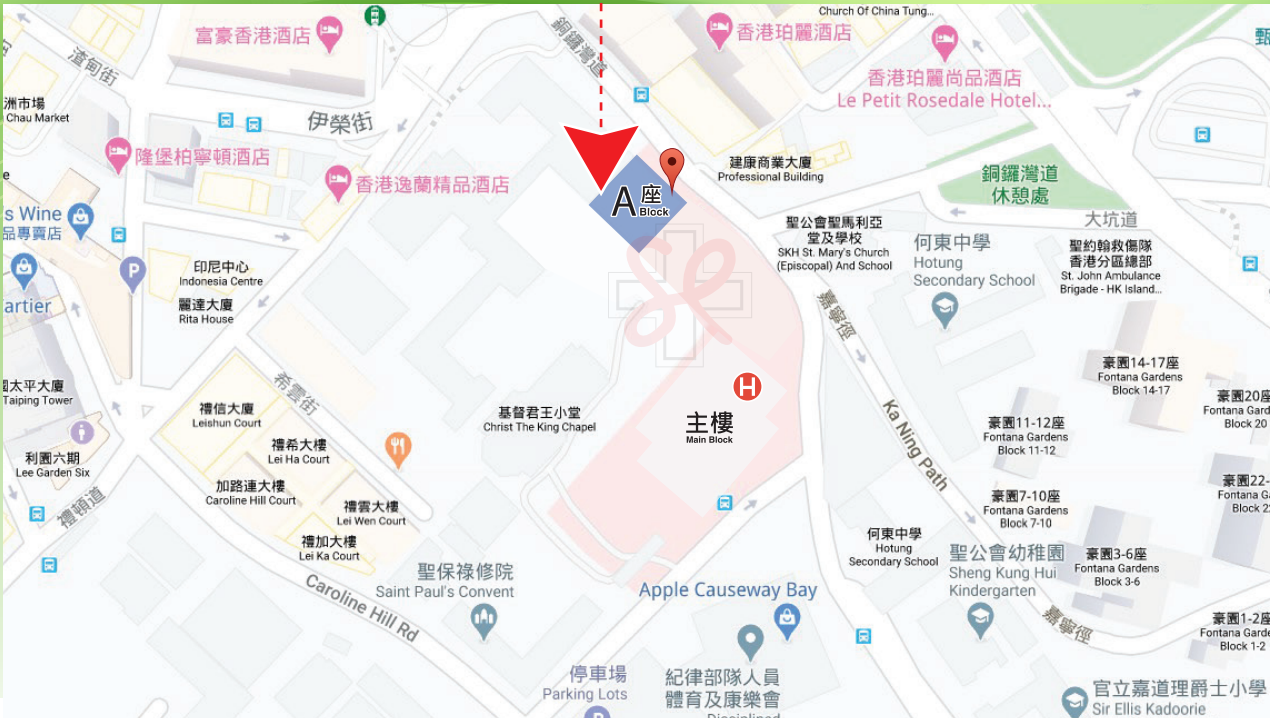 Church Of China Tung...
富豪香港酒店
銅鑼灣道
香港珀麗酒店
渣甸街
香港珀麗尚品酒店
Le Petit Rosedale Hotel...
洲市場
Chau Market
伊榮街
隆堡柏寧頓酒店
香港逸蘭精品酒店
建康商業大廈
Professional Building
銅鑼灣道
休憩處
A座
Block
大坑道
s Wine
品專賣店
聖公會聖馬利亞
堂及學校
SKH St. Mary's Church
(Episcopal) And School
何東中學
Hotung
Secondary School
聖約翰救傷隊
香港分區總部
St. John Ambulance
Brigade - HK Island...
P
印尼中心
Indonesia Centre
artier
麗達大廈
Rita House
嘉寧徑
豪園14-17座
Fontana Gardens
Block 14-17
太平大廈
Taiping Tower
希雲街
H
豪園20座
Fontana Gard
Block 20
禮信大廈
Leishun Court
基督君王小堂
Christ The King Chapel
主樓
Main Block
Ka Ning Path
豪園11-12座
Fontana Gardens
Block 11-12
禮希大樓
Lei Ha Court
利園六期
Lee Garden Six
加路連大樓
Caroline Hill Court
禮頓道
禮雲大樓
Lei Wen Court
豪園7-10座
Fontana Gardens
Block 7-10
豪園22-
Fontana Ga
Block 2
禮加大樓
Lei Ka Court
何東中學
Hotung
Secondary School
聖公會幼稚園
Sheng Kung Hui
Kindergarten
豪園3-6座
Fontana Gardens
Block 3-6
聖保祿修院
Saint Paul's Convent
Caroline Hill Rd
Apple Causeway Bay
嘉寧徑
豪園1-2座
Fontana Garde
Block 1-2
停車場
Parking Lots
P
紀律部隊人員
體育及康樂會
Disciplined
官立嘉道理爵士小學
Sir Ellis Kadoorie